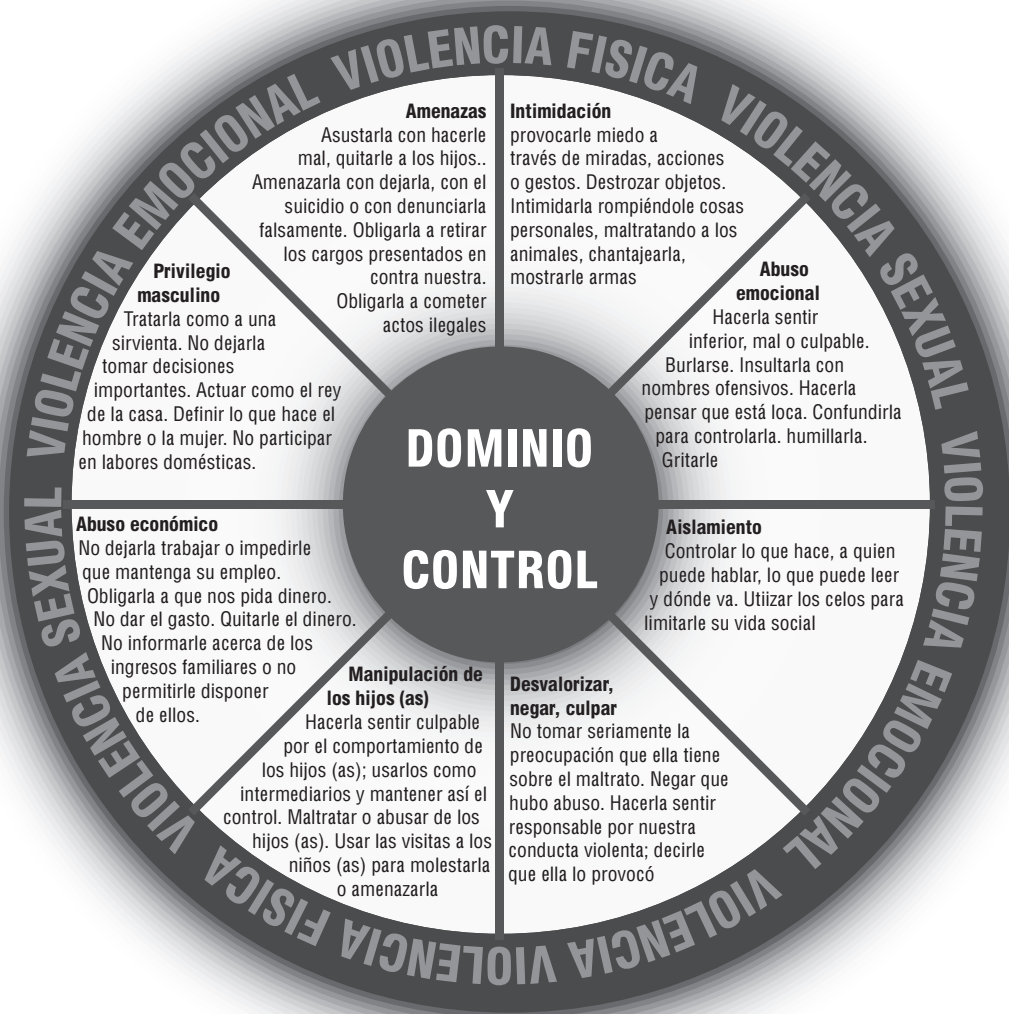 VIOLENCIA EMOCIONAL VIOLENCIA FISICA VIOLENCIA SEXUAL VIOLENCIA EMOCIONAL VIOLENCIA VIOLENCIA FISICA VIOLENCIA SEXUAL
Amenazas
Asustarla con hacerle
mal, quitarle a los hijos..
Amenazarla con dejarla, con el
suicidio o con denunciarla
falsamente. Obligarla a retirar
los cargos presentados en
contra nuestra.
Obligarla a cometer
actos ilegales
Intimidación
provocarle miedo a
través de miradas, acciones
o gestos. Destrozar objetos.
Intimidarla rompiéndole cosas
personales, maltratando a los
animales, chantajearla,
mostrarle armas
Abuso
emocional
Hacerla sentir
inferior, mal o culpable.
Burlarse. Insultarla con
nombres ofensivos. Hacerla
pensar que está loca. Confundirla
para controlarla. humillarla.
Gritarle
Aislamiento
Controlar lo que hace, a quien
puede hablar, lo que puede leer
y dónde va. Utiizar los celos para
limitarle su vida social
Desvalorizar,
negar, culpar
No tomar seriamente la
preocupación que ella tiene
sobre el maltrato. Negar que
hubo abuso. Hacerla sentir
responsable por nuestra
conducta violenta; decirle
que ella lo provocó
Manipulación de
los hijos (as)
Hacerla sentir culpable
por el comportamiento de
los hijos (as); usarlos como
intermediarios y mantener así el
control. Maltratar o abusar de los
hijos (as). Usar las visitas a los
niños (as) para molestarla
o amenazarla
Abuso económico
No dejarla trabajar o impedirle
que mantenga su empleo.
Obligarla a que nos pida dinero.
No dar el gasto. Quitarle el dinero.
No informarle acerca de los
ingresos familiares o no
permitirle disponer
de ellos.
Privilegio
masculino
Tratarla como a una
sirvienta. No dejarla
tomar decisiones
importantes. Actuar como el rey
de la casa. Definir lo que hace el
hombre o la mujer. No participar
en labores domésticas.
DOMINIO
Y
CONTROL